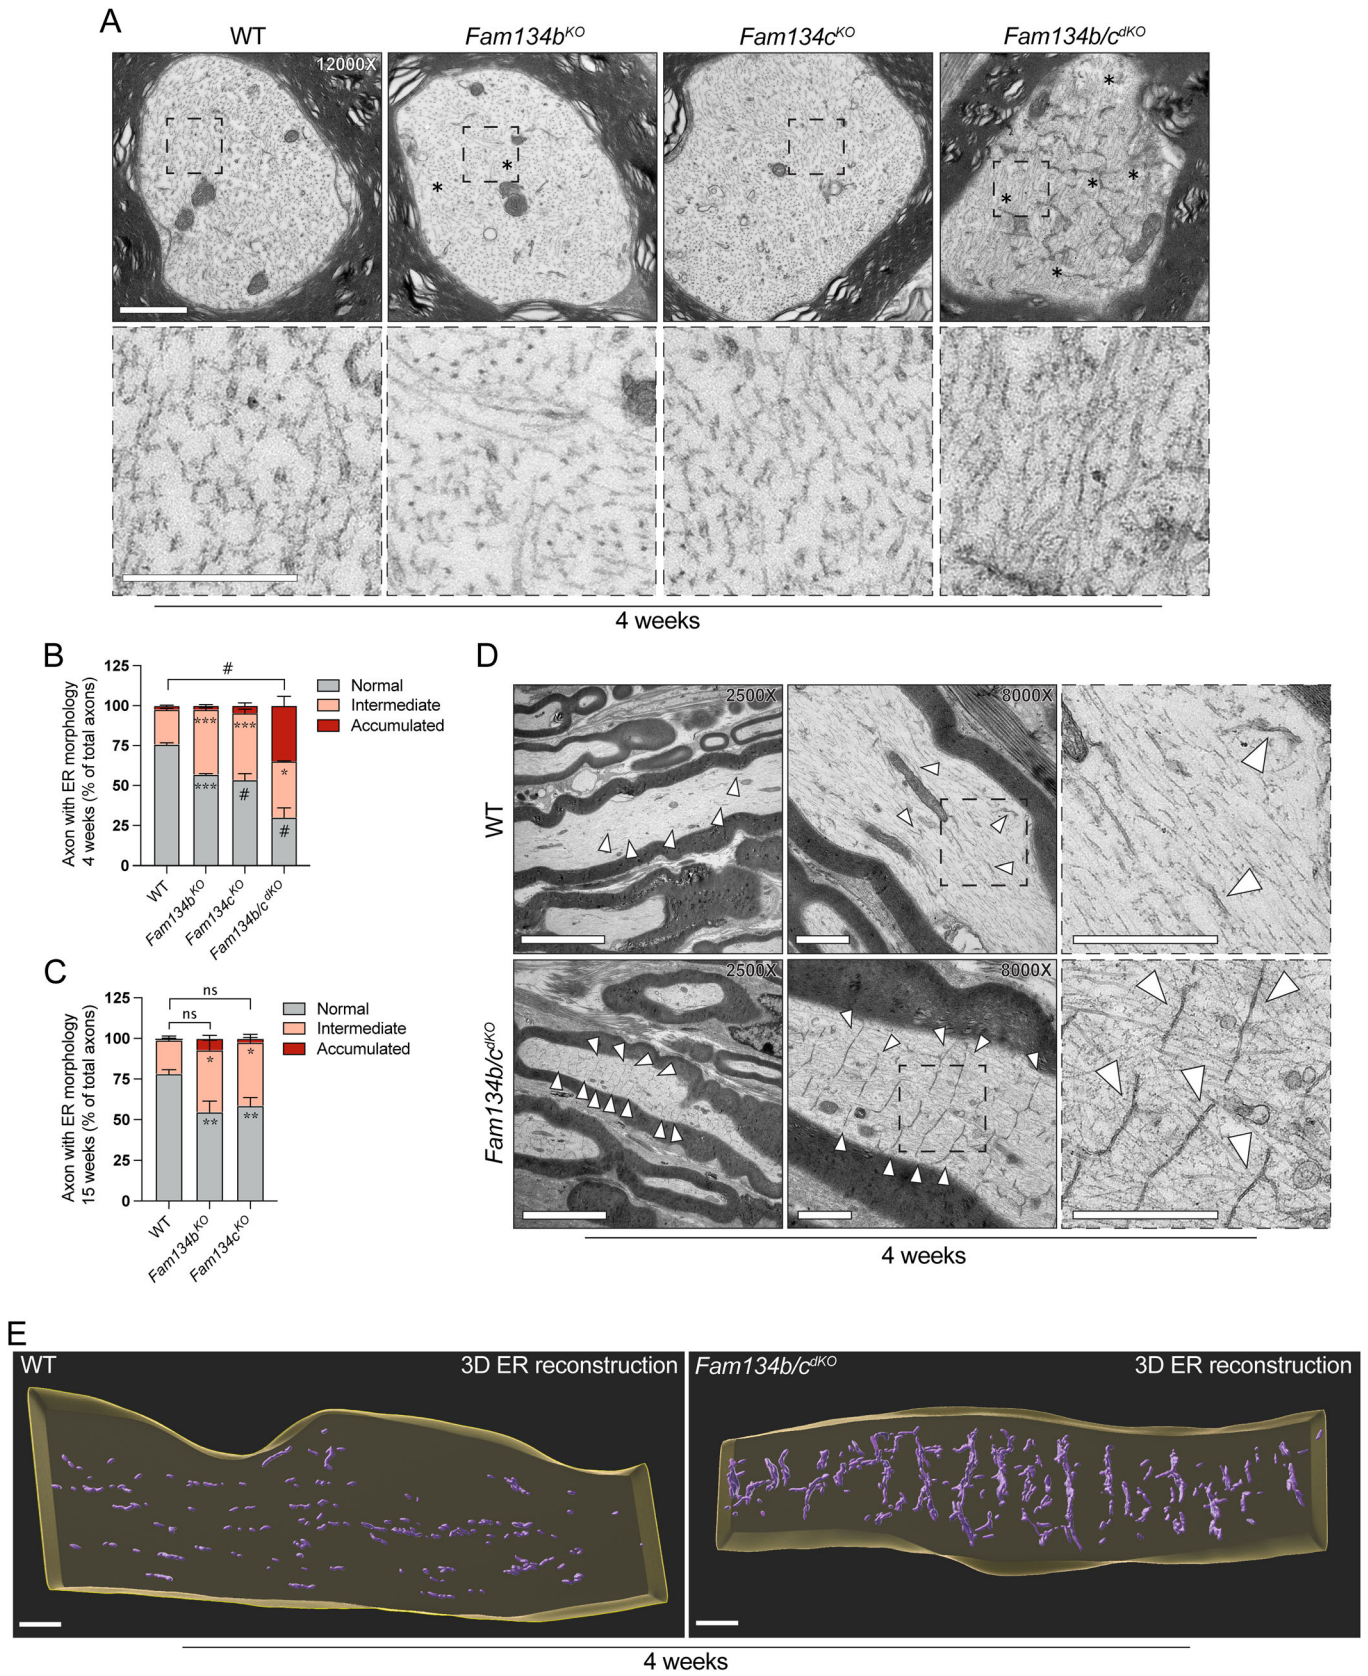 A
WT
Fam134b^KO
Fam134c^KO
Fam134b/c^dKO
12000X
*
*
*
*
*
*
*
4 weeks
B
Axon with ER morphology
4 weeks (% of total axons)
125
100
75
50
25
0
#
***
***
***
#
*
#
WT
Fam134b^KO
Fam134c^KO
Fam134b/c^dKO
Normal
Intermediate
Accumulated
C
Axon with ER morphology
15 weeks (% of total axons)
125
100
75
50
25
0
ns
ns
*
*
**
**
WT
Fam134b^KO
Fam134c^KO
Normal
Intermediate
Accumulated
D
WT
2500X
8000X
Fam134b/c^dKO
2500X
8000X
4 weeks
E
WT
3D ER reconstruction
Fam134b/c^dKO
3D ER reconstruction
4 weeks